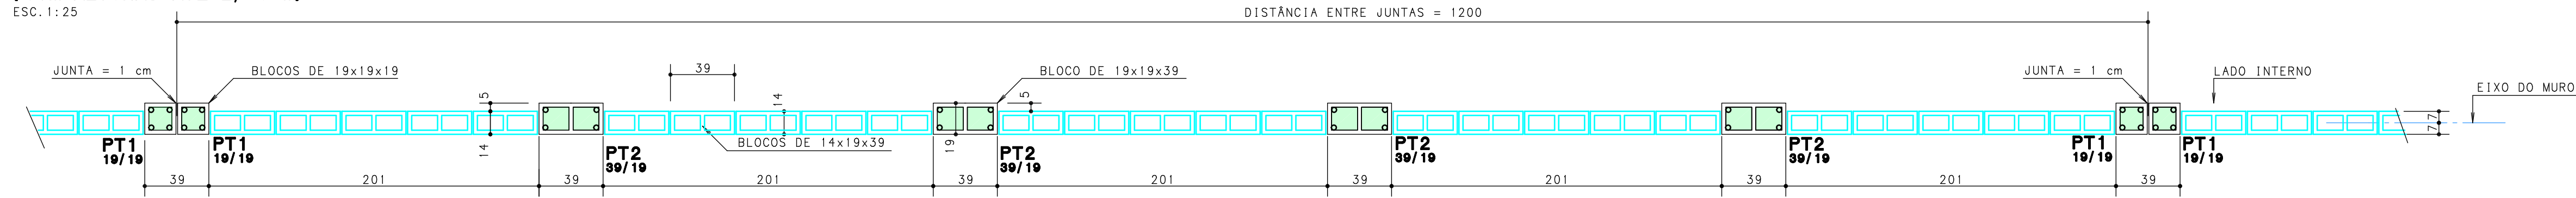 ESC.1:25
DISTÂNCIA ENTRE JUNTAS = 1200
JUNTA = 1 cm
BLOCOS DE 19x19x19
39
BLOCO DE 19x19x39
JUNTA = 1 cm
LADO INTERNO
EIXO DO MURO
5
14
5
7
7
14
19
BLOCOS DE 14x19x39
PT1
19/19
PT1
19/19
PT2
39/19
PT2
39/19
PT2
39/19
PT2
39/19
PT1
19/19
PT1
19/19
39
201
39
201
39
201
39
201
39
201
39